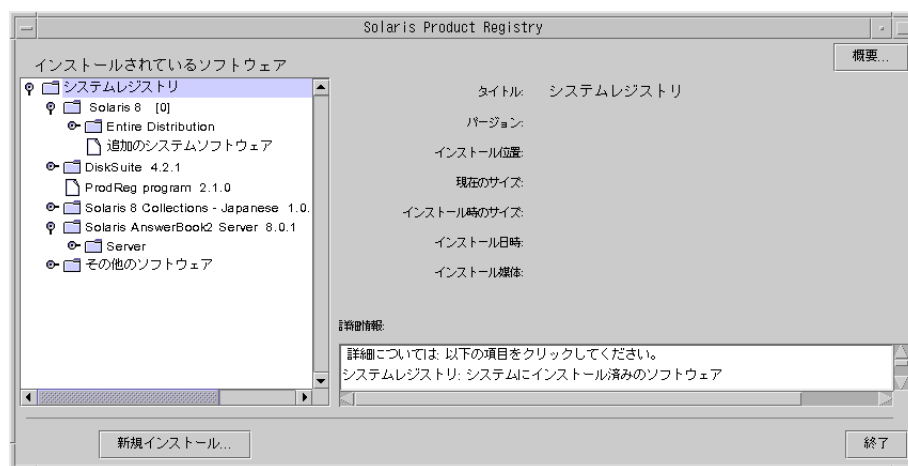 Solaris Product Registry
概要...
インストールされているソフトウェア
システムレジストリ
Solaris 8 [0]
Entire Distribution
追加のシステムソフトウェア
DiskSuite 4.2.1
ProdReg program 2.1.0
Solaris 8 Collections - Japanese 1.0.
Solaris AnswerBook2 Server 8.0.1
Server
その他のソフトウェア
タイトル: システムレジストリ
バージョン:
インストール位置:
現在のサイズ:
インストール時のサイズ:
インストール日時:
インストール媒体:
詳細情報:
詳細については: 以下の項目をクリックしてください。
システムレジストリ: システムにインストール済みのソフトウェア
新規インストール...
終了